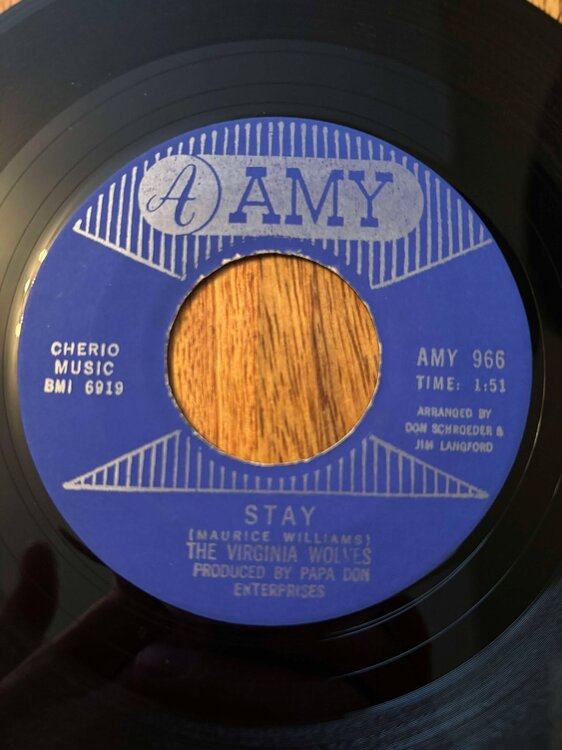 A AMY
CHERIO
MUSIC
BMI 6919
AMY 966
TIME: 1:51
ARRANGED BY
DON SCHROEDER &
JIM LANGFORD
STAY
(MAURICE WILLIAMS)
THE VIRGINIA WOLVES
PRODUCED BY PAPA DON
ENTERPRISES